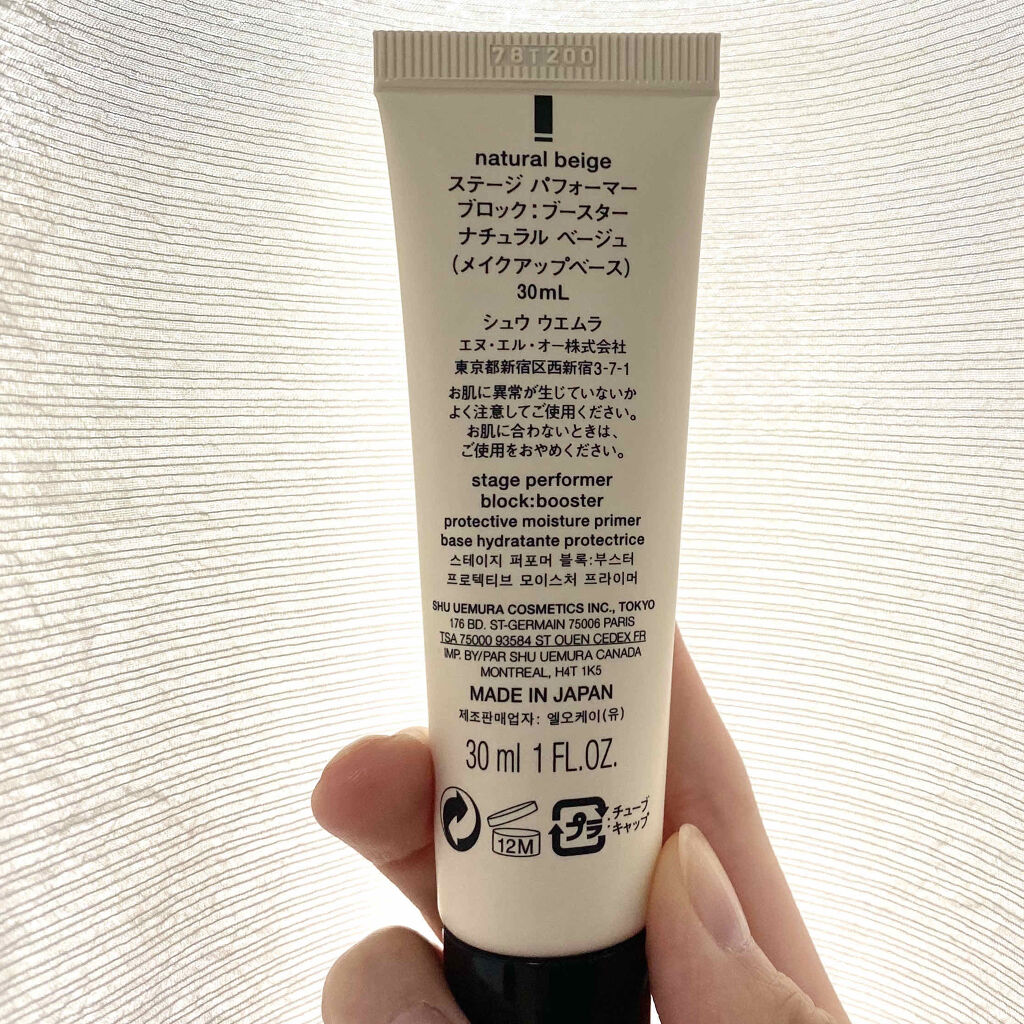 78T200
natural beige
ステージ パフォーマー
ブロック:ブースター
ナチュラル ベージュ
(メイクアップベース)
30mL
シュウ ウエムラ
エヌ・エル・オー株式会社
東京都新宿区西新宿3-7-1
お肌に異常が生じていないか
よく注意してご使用ください。
お肌に合わないときは、
ご使用をおやめください。
stage performer
block:booster
protective moisture primer
base hydratante protectrice
스테이지 퍼포머 블록:부스터
프로텍티브 모이스처 프라이머
SHU UEMURA COSMETICS INC., TOKYO
176 BD. ST-GERMAIN 75006 PARIS
TSA 75000 93584 ST OUEN CEDEX FR
IMP. BY/PAR SHU UEMURA CANADA
MONTREAL, H4T 1K5
MADE IN JAPAN
제조판매업자: 엘오케이(유)
30 ml 1 FL.OZ.
12M
プラ
:チューブ
:キャップ